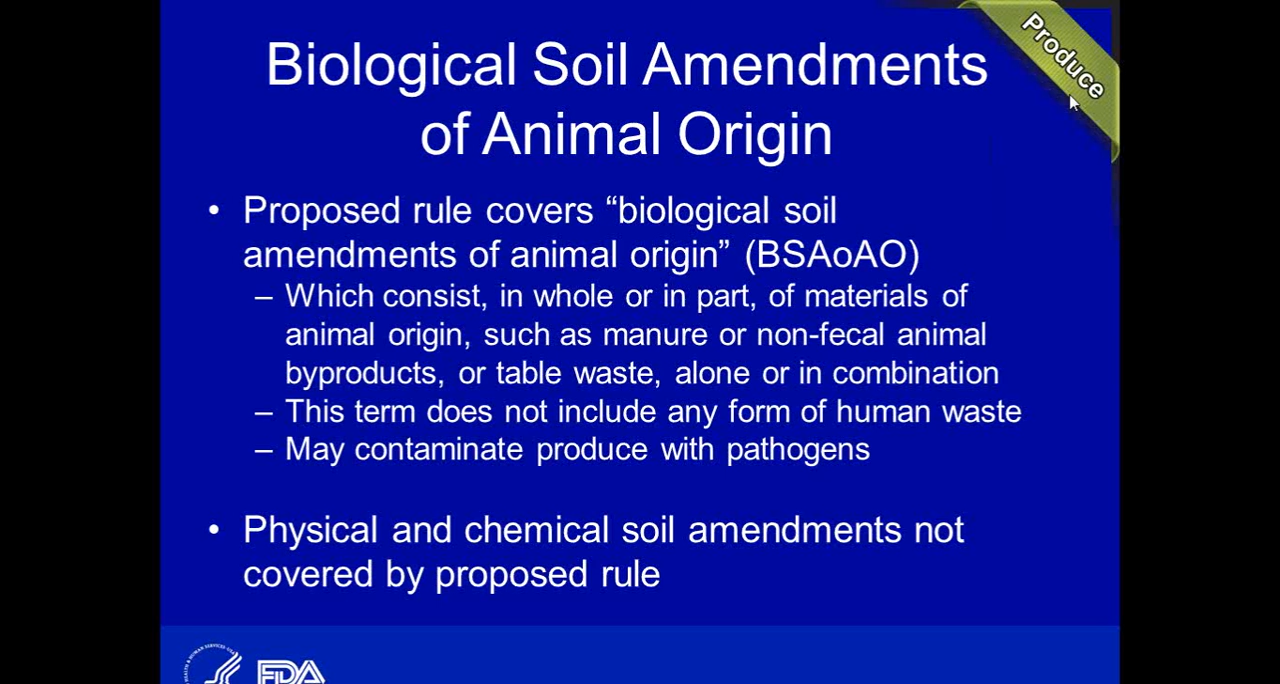 Produce
Biological Soil Amendments
of Animal Origin
• Proposed rule covers “biological soil
amendments of animal origin” (BSAoAO)
– Which consist, in whole or in part, of materials of
animal origin, such as manure or non-fecal animal
byproducts, or table waste, alone or in combination
– This term does not include any form of human waste
– May contaminate produce with pathogens
• Physical and chemical soil amendments not
covered by proposed rule
FDA